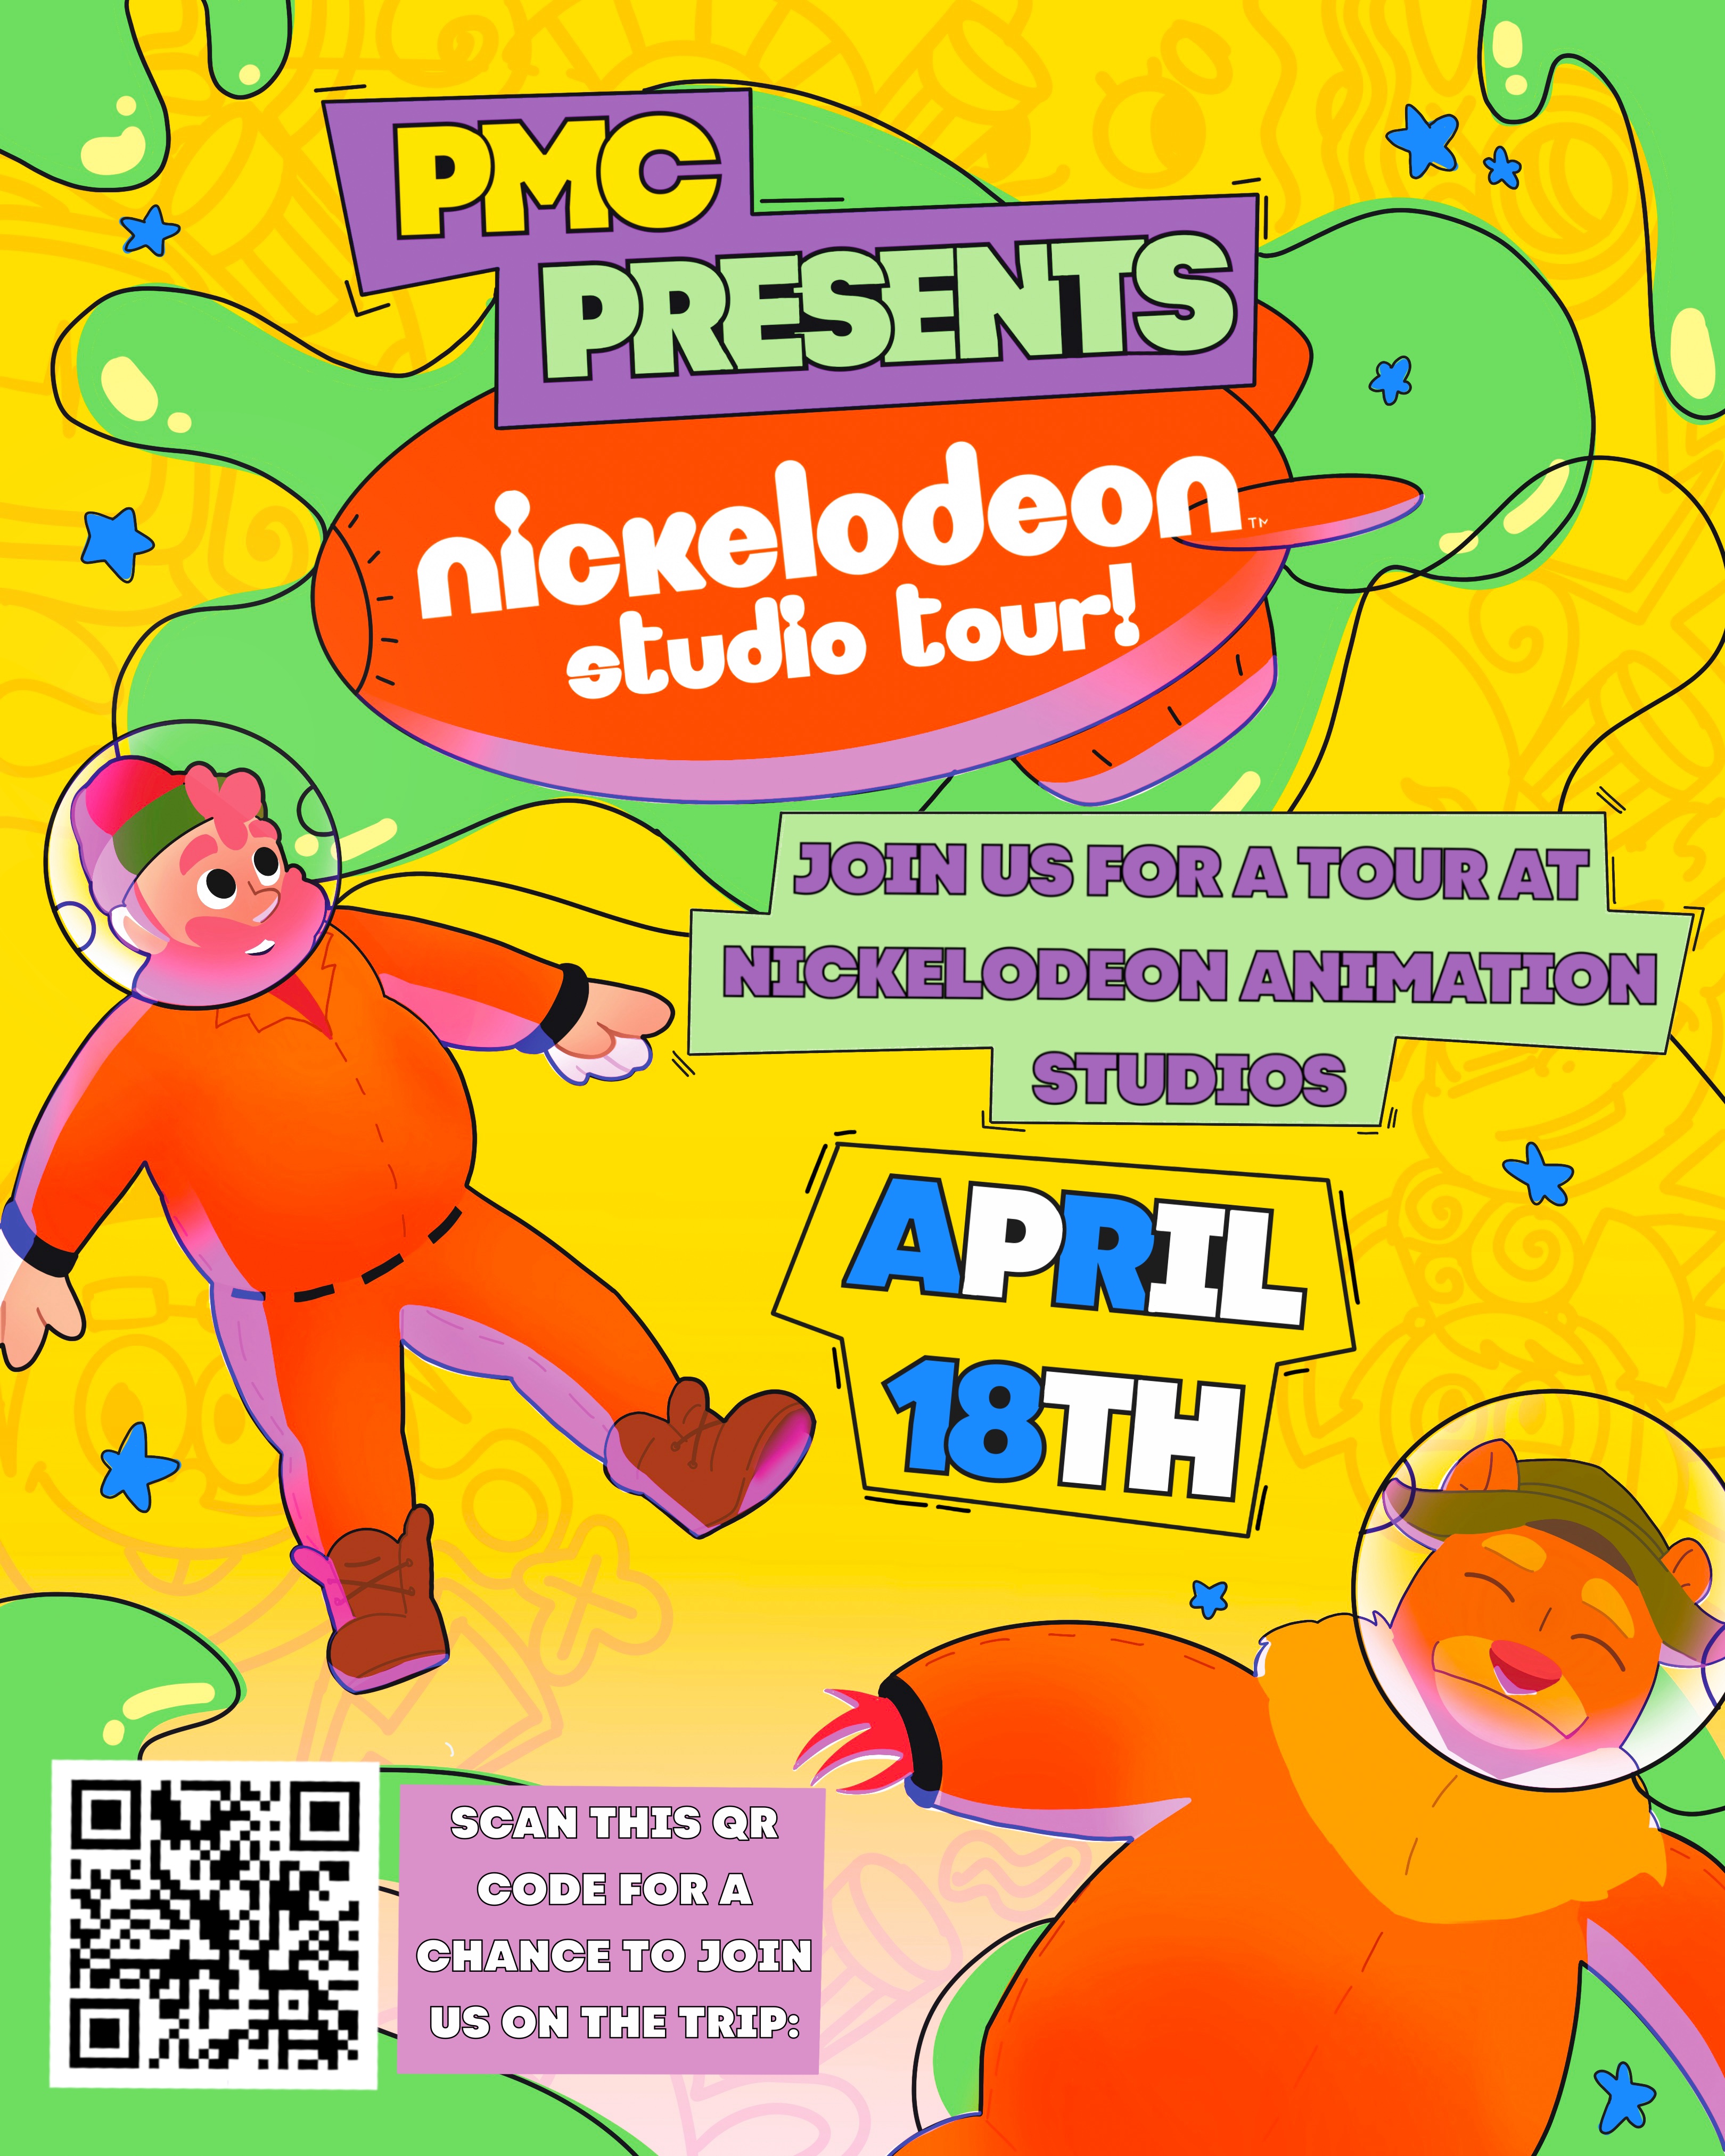 PMC
PRESENTS
nickelodeon™
studio tour!
JOIN US FOR A TOUR AT
NICKELODEON ANIMATION
STUDIOS
APRIL
18TH
SCAN THIS QR
CODE FOR A
CHANCE TO JOIN
US ON THE TRIP: